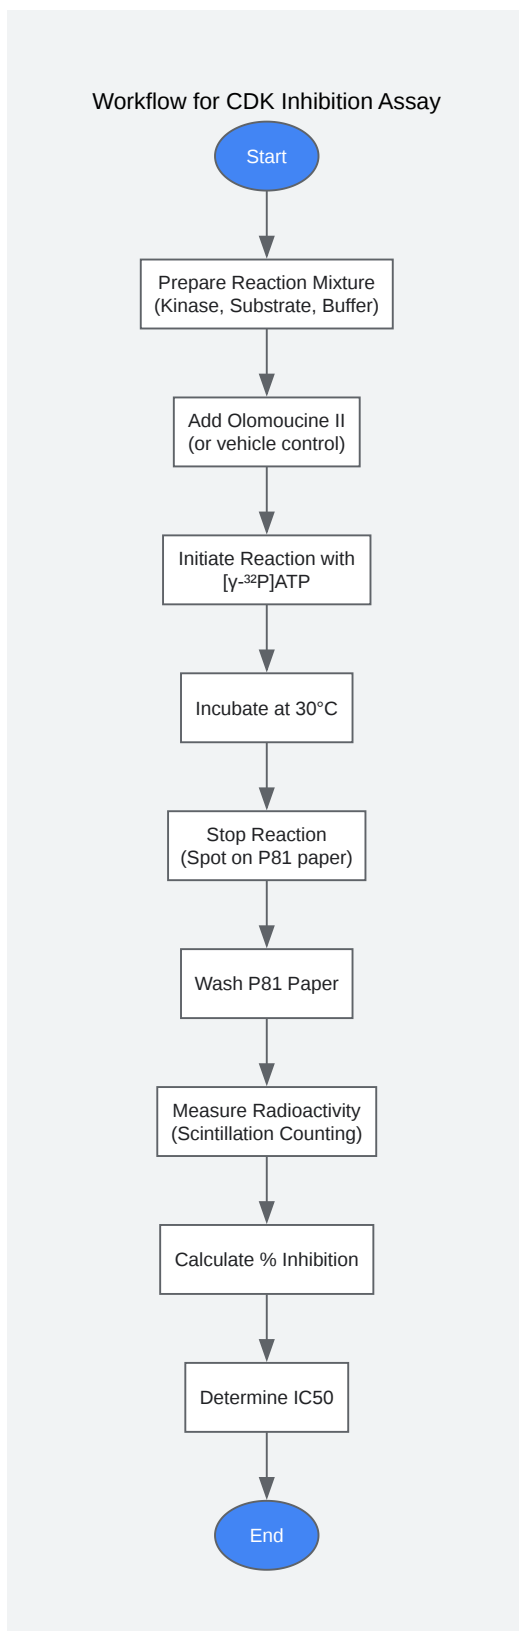 Workflow for CDK Inhibition Assay
Start
Prepare Reaction Mixture
(Kinase, Substrate, Buffer)
Add Olomoucine II
(or vehicle control)
Initiate Reaction with
[γ-³²P]ATP
Incubate at 30°C
Stop Reaction
(Spot on P81 paper)
Wash P81 Paper
Measure Radioactivity
(Scintillation Counting)
Calculate % Inhibition
Determine IC50
End